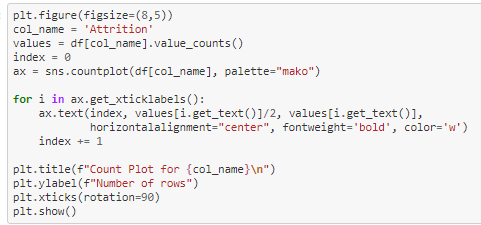 plt.figure(figsize=(8,5))
col_name = 'Attrition'
values = df[col_name].value_counts()
index = 0
ax = sns.countplot(df[col_name], palette="mako")

for i in ax.get_xticklabels():
    ax.text(index, values[i.get_text()]/2, values[i.get_text()],
            horizontalalignment="center", fontweight='bold', color='w')
    index += 1

plt.title(f"Count Plot for {col_name}\n")
plt.ylabel(f"Number of rows")
plt.xticks(rotation=90)
plt.show()